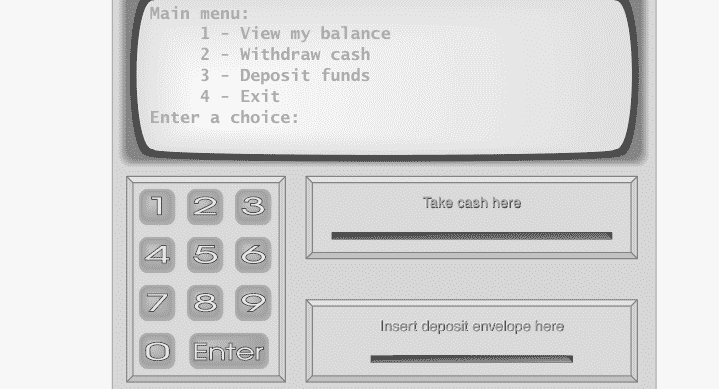 Main menu:
1 - View my balance
2 - Withdraw cash
3 - Deposit funds
4 - Exit
Enter a choice:
1 2 3
4 5 6
7 8 9
0 Enter
Take cash here
Insert deposit envelope here